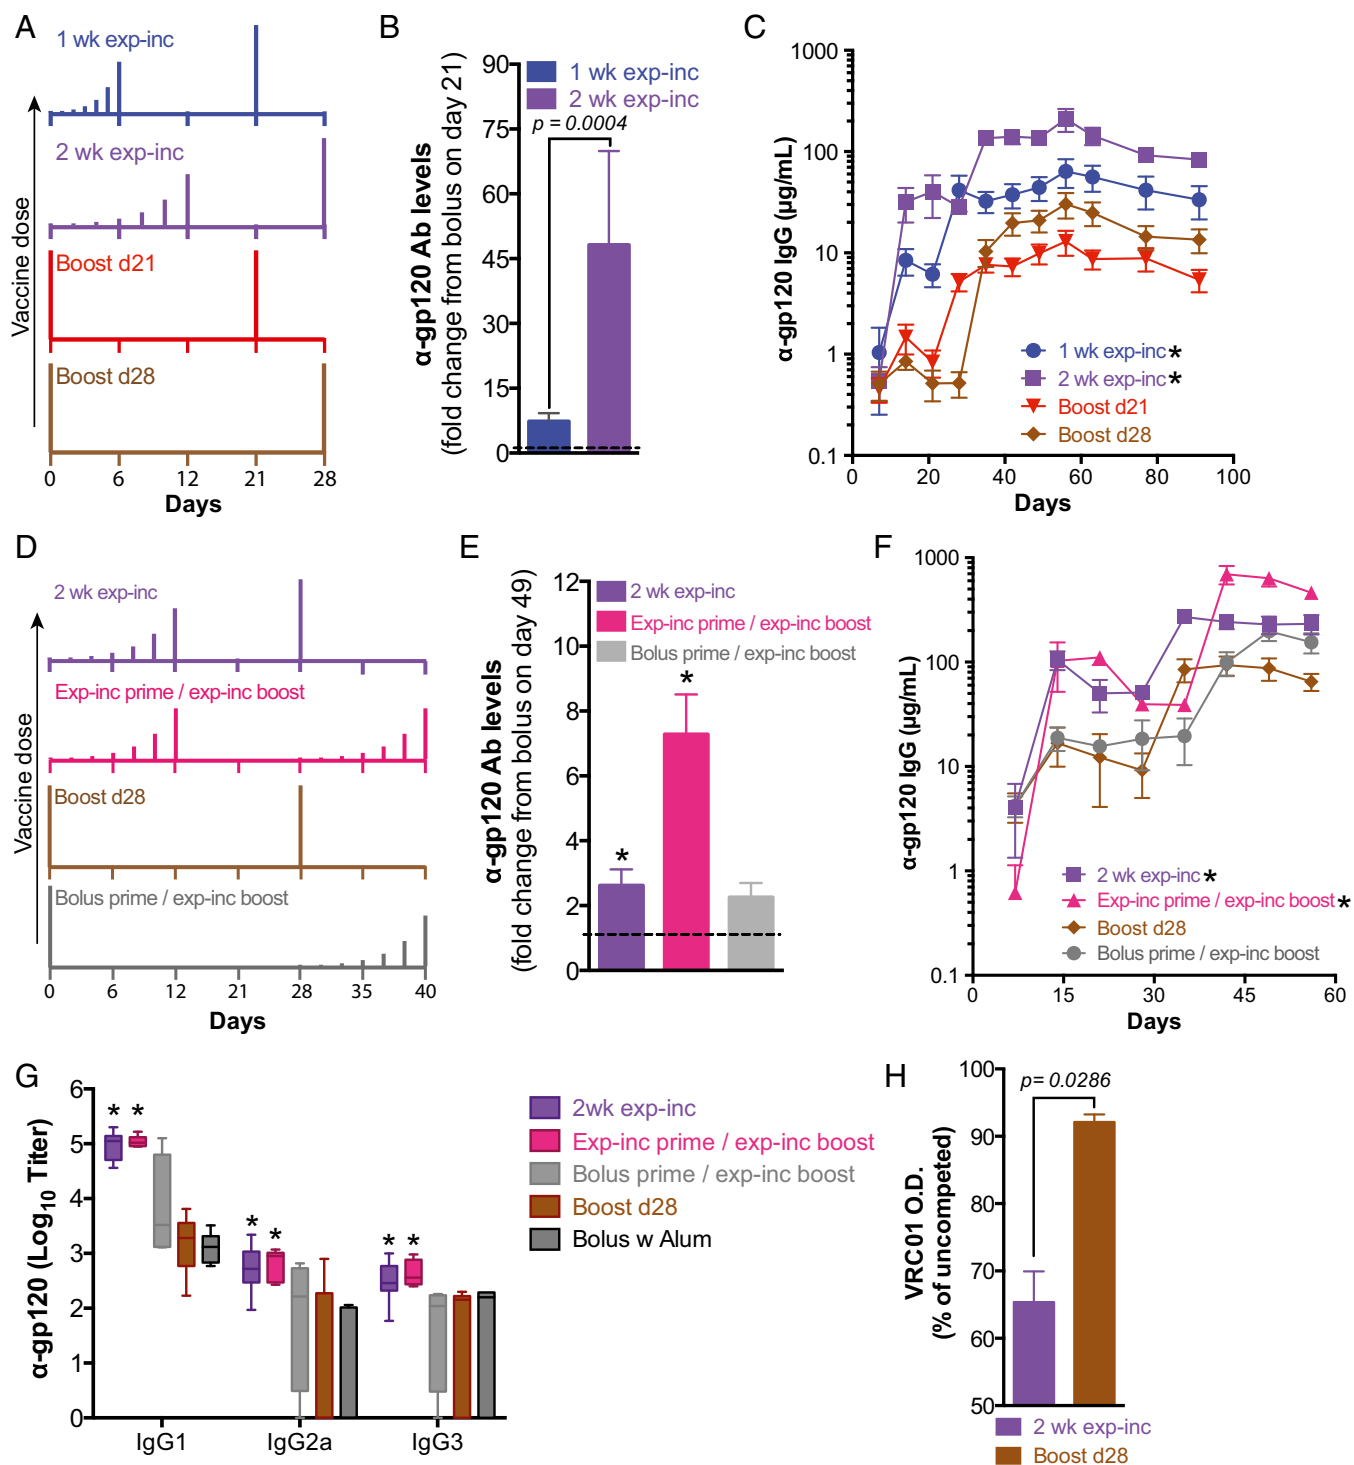 A
1 wk exp-inc
2 wk exp-inc
Boost d21
Boost d28
Vaccine dose
0 6 12 21 28
Days
B
α-gp120 Ab levels
(fold change from bolus on day 21)
90
75
60
45
30
15
0
1 wk exp-inc
2 wk exp-inc
p = 0.0004
C
α-gp120 IgG (µg/mL)
1000
100
10
1
0.1
1 wk exp-inc*
2 wk exp-inc*
Boost d21
Boost d28
0 20 40 60 80 100
Days
D
2 wk exp-inc
Exp-inc prime / exp-inc boost
Boost d28
Bolus prime / exp-inc boost
Vaccine dose
0 6 12 21 28 35 40
Days
E
α-gp120 Ab levels
(fold change from bolus on day 49)
12
10
8
6
4
2
0
2 wk exp-inc
Exp-inc prime / exp-inc boost
Bolus prime / exp-inc boost
*
*
F
α-gp120 IgG (µg/mL)
1000
100
10
1
0.1
2 wk exp-inc*
Exp-inc prime / exp-inc boost*
Boost d28
Bolus prime / exp-inc boost
0 15 30 45 60
Days
G
α-gp120 (Log10 Titer)
6
5
4
3
2
1
0
* *
* *
* *
IgG1 IgG2a IgG3
2wk exp-inc
Exp-inc prime / exp-inc boost
Bolus prime / exp-inc boost
Boost d28
Bolus w Alum
H
VRC01 O.D.
(% of uncompeted)
100
90
80
70
60
50
p= 0.0286
2 wk exp-inc
Boost d28